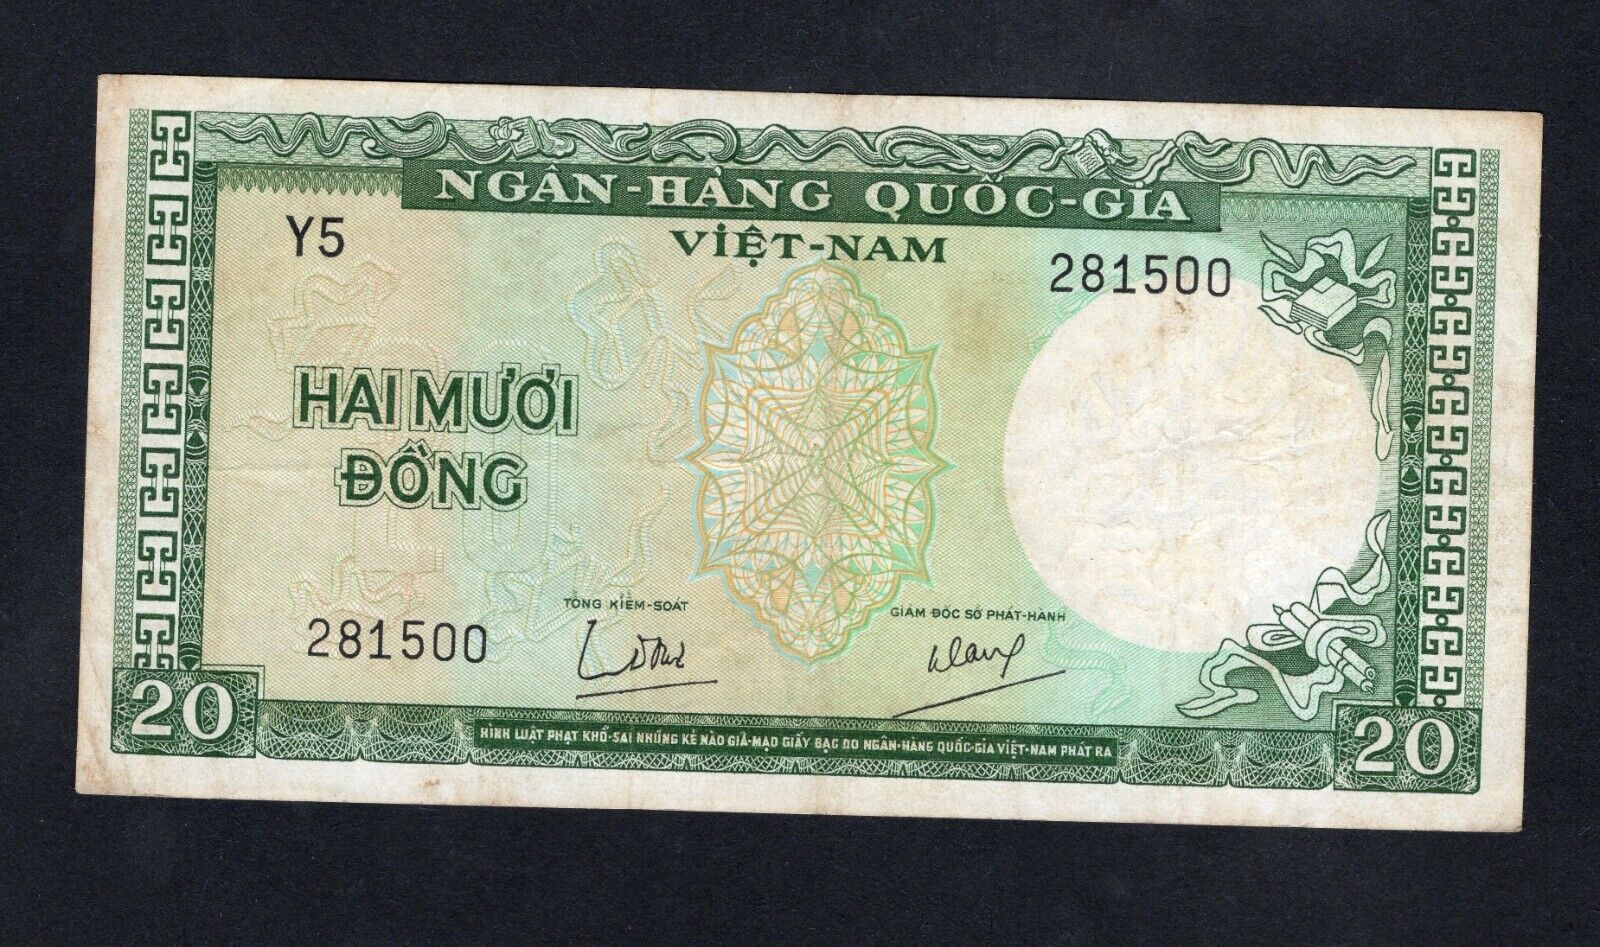 NGÂN-HÀNG QUỐC-GIA
VIỆT-NAM
Y5
281500
HAI MƯƠI
ĐỒNG
TỔNG KIỂM-SOÁT
GIÁM ĐỐC SỞ PHÁT-HÀNH
281500
20
HÌNH LUẬT PHẠT KHỔ-SAI NHỮNG KẺ NÀO GIẢ-MẠO GIẤY BẠC DO NGÂN-HÀNG QUỐC-GIA VIỆT-NAM PHÁT RA
20